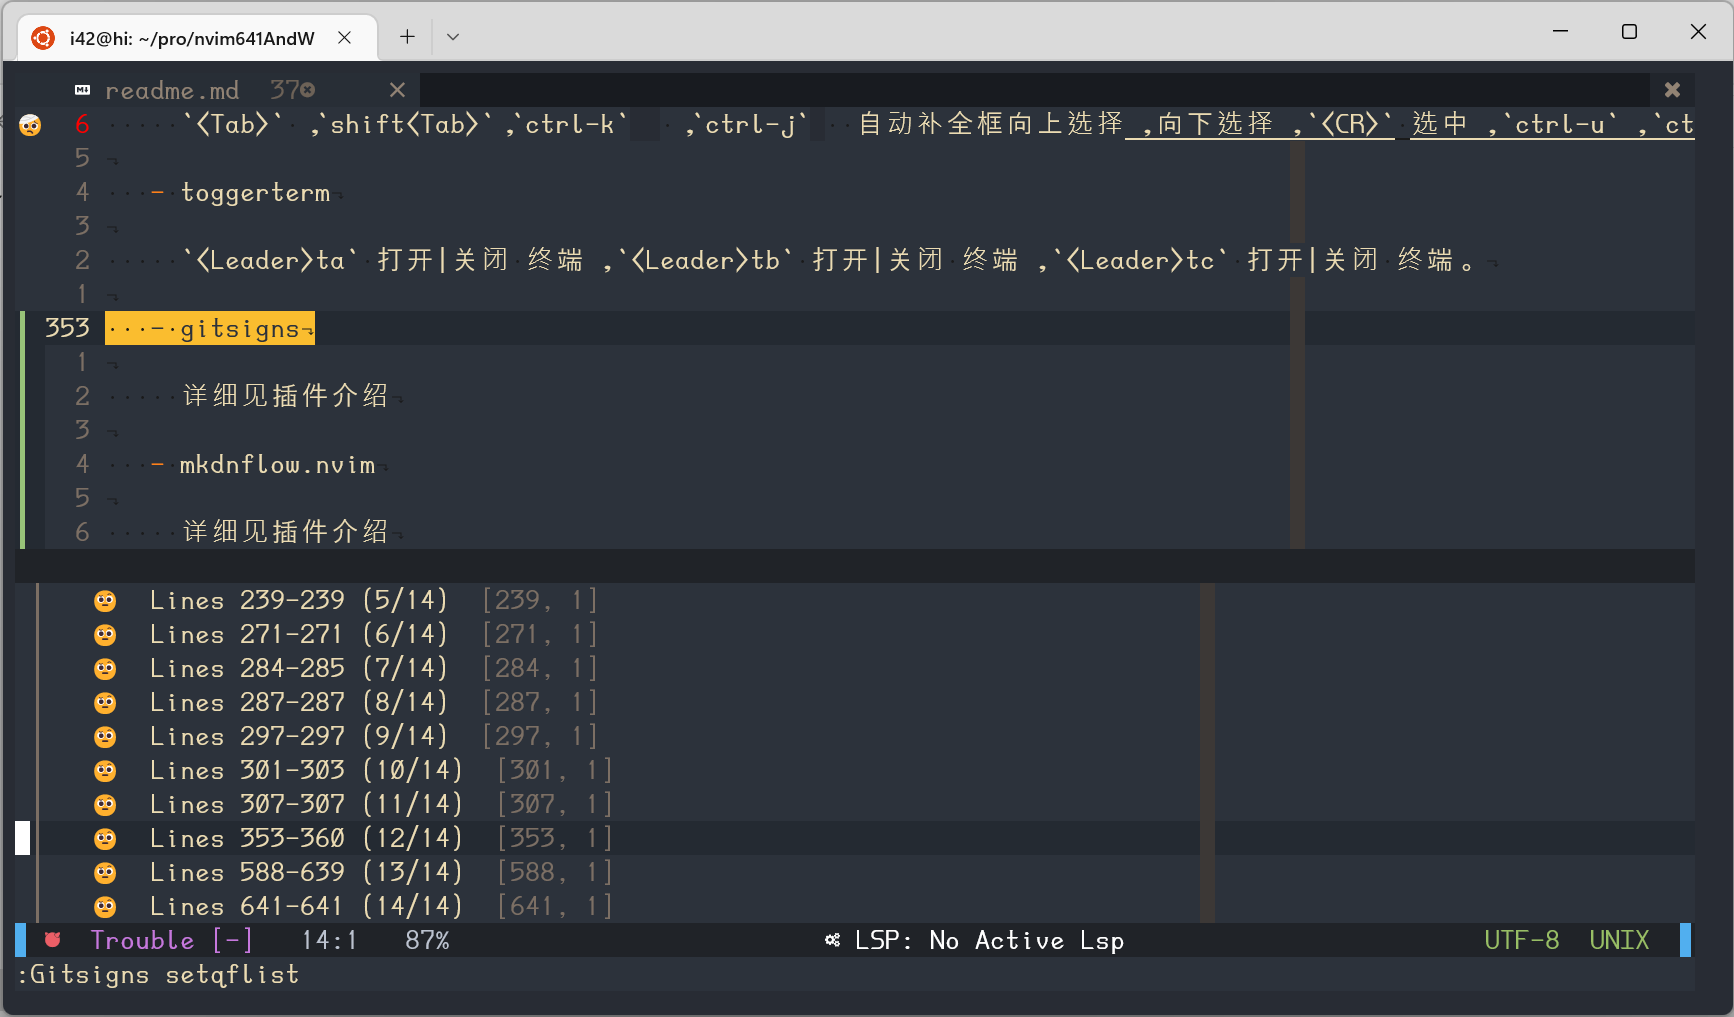 i42@hi: ~/pro/nvim641AndW
readme.md 37
6 `<Tab>` ,`shift<Tab>`,`ctrl-k` ,`ctrl-j` 自动补全框向上选择 ,向下选择 ,`<CR>` 选中 ,`ctrl-u` ,`ct
5
4 - toggerterm
3
2 `<Leader>ta` 打开|关闭 终端 ,`<Leader>tb` 打开|关闭 终端 ,`<Leader>tc` 打开|关闭 终端。
1
353 - gitsigns
1
2 详细见插件介绍
3
4 - mkdnflow.nvim
5
6 详细见插件介绍
Lines 239-239 (5/14) [239, 1]
Lines 271-271 (6/14) [271, 1]
Lines 284-285 (7/14) [284, 1]
Lines 287-287 (8/14) [287, 1]
Lines 297-297 (9/14) [297, 1]
Lines 301-303 (10/14) [301, 1]
Lines 307-307 (11/14) [307, 1]
Lines 353-360 (12/14) [353, 1]
Lines 588-639 (13/14) [588, 1]
Lines 641-641 (14/14) [641, 1]
Trouble [-] 14:1 87% LSP: No Active Lsp UTF-8 UNIX
:Gitsigns setqflist